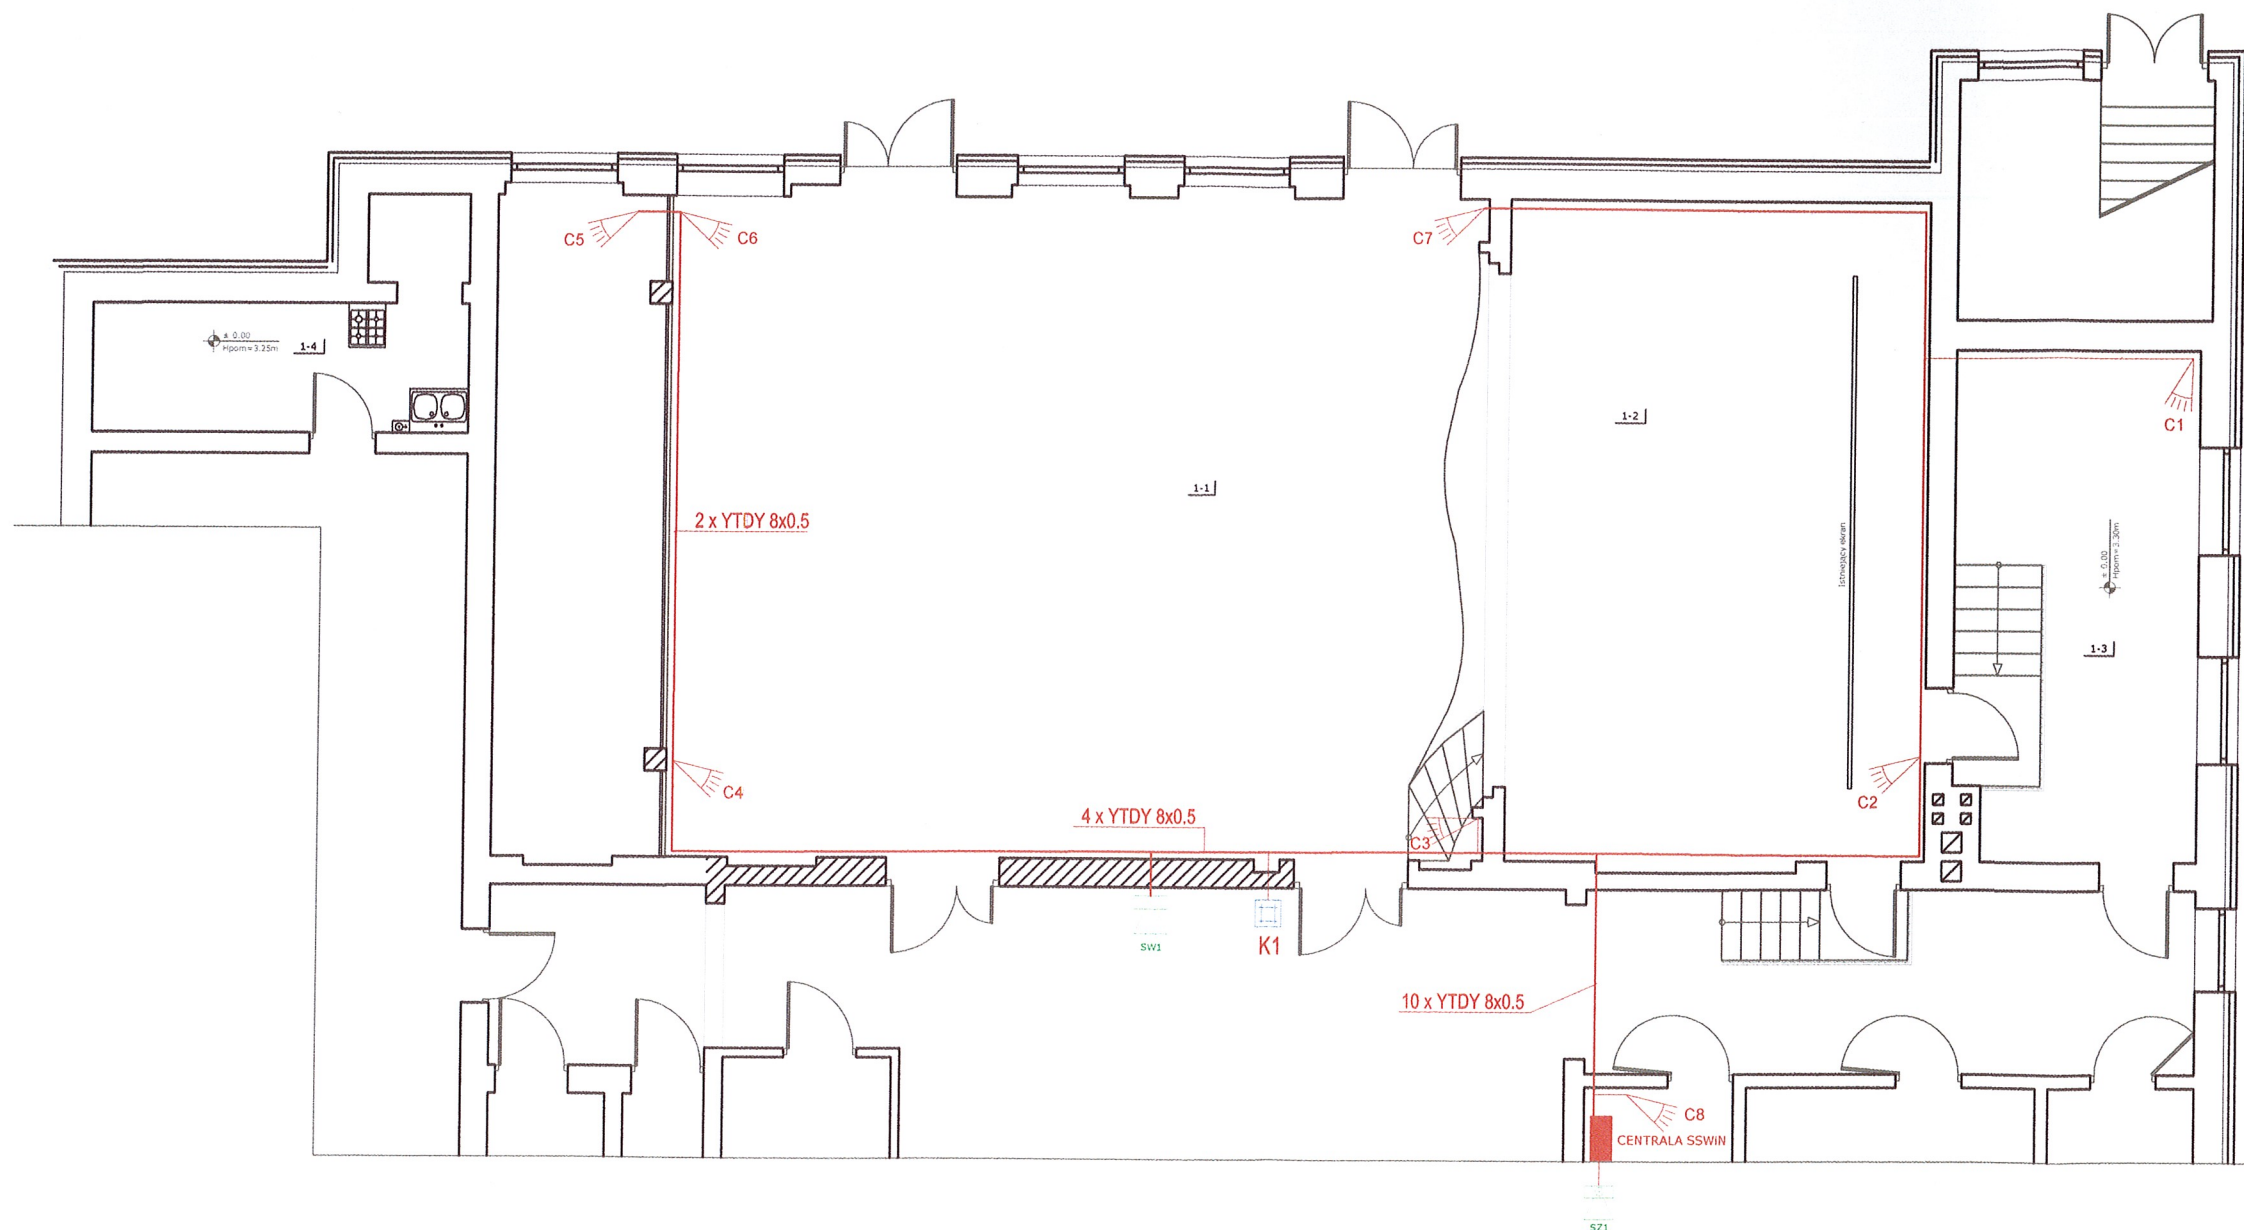 C5
C6
C7
± 0.00
Hpom=3.25m
1-4
C1
1-2
1-1
2 x YTDY 8x0.5
istniejący ekran
± 0.00
Hpom=3.30m
1-3
C4
C2
4 x YTDY 8x0.5
C3
SW1
K1
10 x YTDY 8x0.5
C8
CENTRALA SSWiN
SZ1